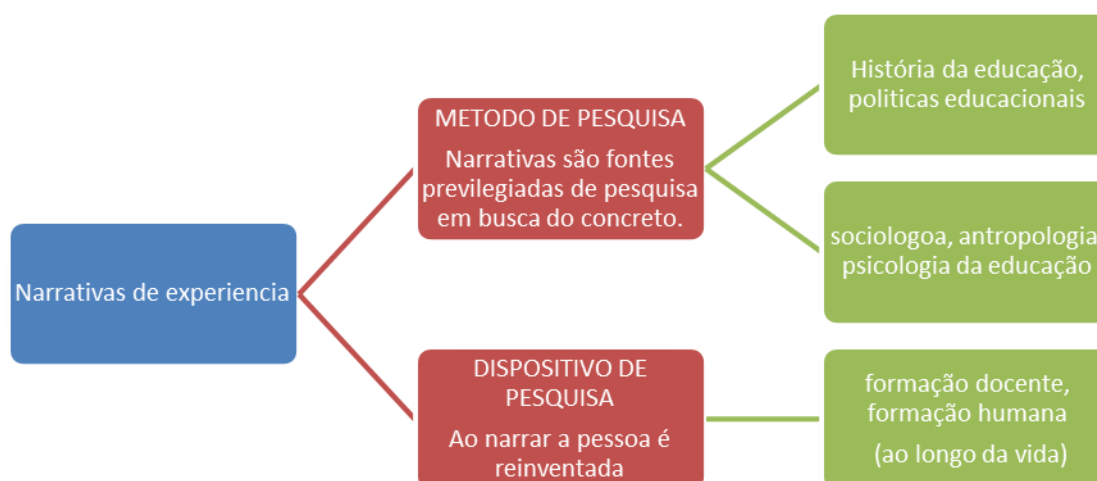 Narrativas de experiencia
METODO DE PESQUISA
Narrativas são fontes
previlegiadas de pesquisa
em busca do concreto.
DISPOSITIVO DE
PESQUISA
Ao narrar a pessoa é
reinventada
História da educação,
politicas educacionais
sociologoa, antropologia
psicologia da educação
formação docente,
formação humana
(ao longo da vida)